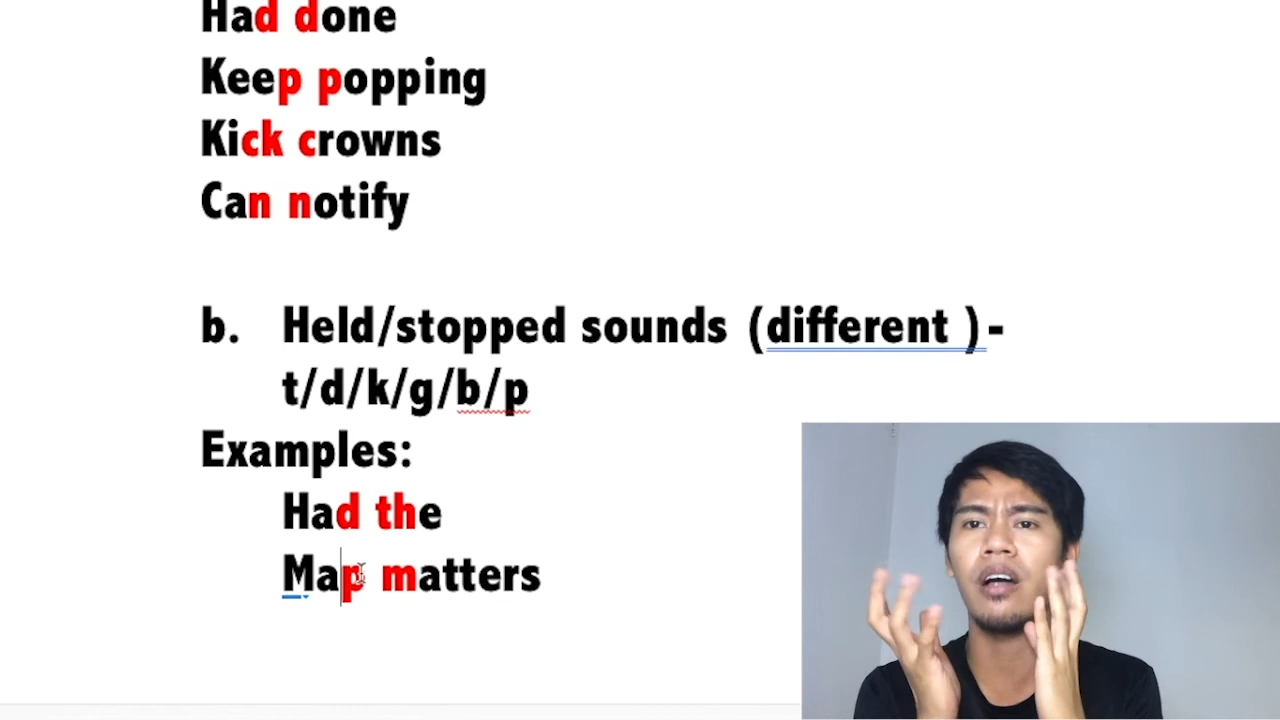 Had done
Keep popping
Kick crowns
Can notify
b. Held/stopped sounds (different )-
t/d/k/g/b/p
Examples:
Had the
Map matters